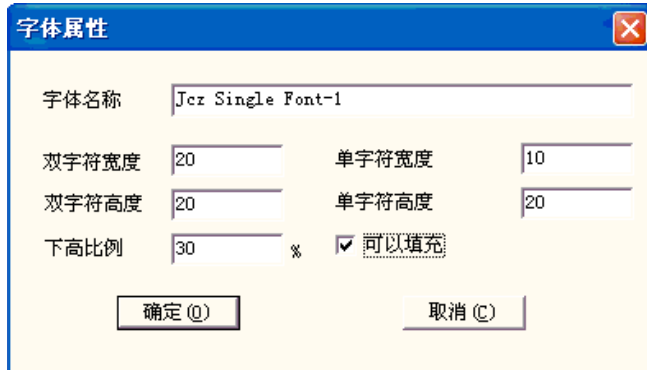 字体属性
字体名称 Jcz Single Font-1
双字符宽度 20 单字符宽度 10
双字符高度 20 单字符高度 20
下高比例 30 % 可以填充
确定(O) 取消(C)